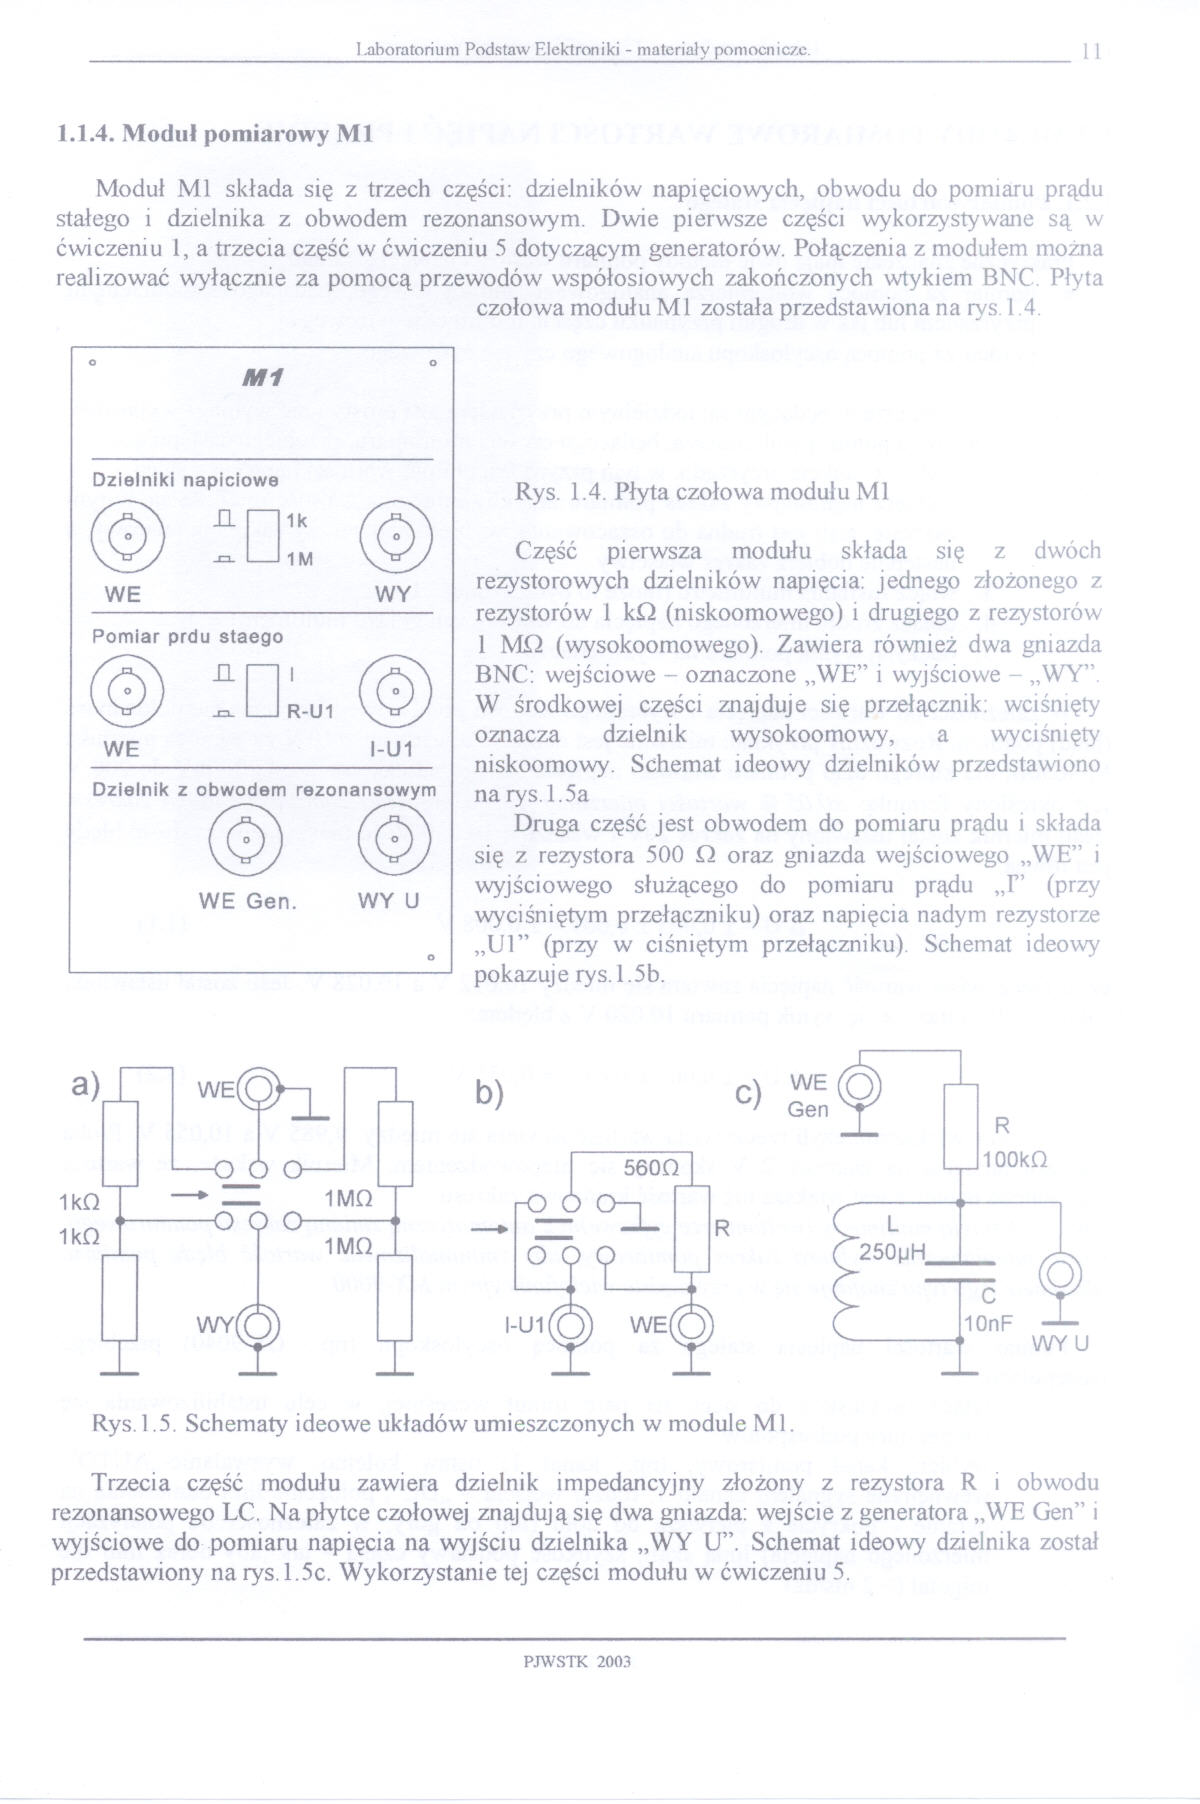 Laboratorium Podstaw Elektroniki - materiały pomocnicze. 11
1.1.4. Moduł pomiarowy M1
Moduł M1 składa się z trzech części: dzielników napięciowych, obwodu do pomiaru prądu
stałego i dzielnika z obwodem rezonansowym. Dwie pierwsze części wykorzystywane są w
ćwiczeniu 1, a trzecia część w ćwiczeniu 5 dotyczącym generatorów. Połączenia z modułem można
realizować wyłącznie za pomocą przewodów współosiowych zakończonych wtykiem BNC. Płyta
czołowa modułu M1 została przedstawiona na rys.1.4.
M1
Dzielniki napiciowe
1k
1M
WE WY
Pomiar prdu staego
I
R-U1
WE I-U1
Dzielnik z obwodem rezonansowym
WE Gen. WY U
Rys. 1.4. Płyta czołowa modułu M1
Część pierwsza modułu składa się z dwóch
rezystorowych dzielników napięcia: jednego złożonego z
rezystorów 1 kΩ (niskoomowego) i drugiego z rezystorów
1 MΩ (wysokoomowego). Zawiera również dwa gniazda
BNC: wejściowe – oznaczone „WE” i wyjściowe – „WY”.
W środkowej części znajduje się przełącznik: wciśnięty
oznacza dzielnik wysokoomowy, a wyciśnięty
niskoomowy. Schemat ideowy dzielników przedstawiono
na rys.1.5a.
Druga część jest obwodem do pomiaru prądu i składa
się z rezystora 500 Ω oraz gniazda wejściowego „WE” i
wyjściowego służącego do pomiaru prądu „I” (przy
wyciśniętym przełączniku) oraz napięcia nadym rezystorze
„U1” (przy w ciśniętym przełączniku). Schemat ideowy
pokazuje rys.1.5b.
a) WE
1kΩ
1kΩ
1MΩ
1MΩ
WY
b)
560Ω
R
I-U1 WE
c) WE
Gen
R
100kΩ
L
250µH
C
10nF
WY U
Rys.1.5. Schematy ideowe układów umieszczonych w module M1.
Trzecia część modułu zawiera dzielnik impedancyjny złożony z rezystora R i obwodu
rezonansowego LC. Na płytce czołowej znajdują się dwa gniazda: wejście z generatora „WE Gen” i
wyjściowe do pomiaru napięcia na wyjściu dzielnika „WY U”. Schemat ideowy dzielnika został
przedstawiony na rys.1.5c. Wykorzystanie tej części modułu w ćwiczeniu 5.
PJWSTK 2003